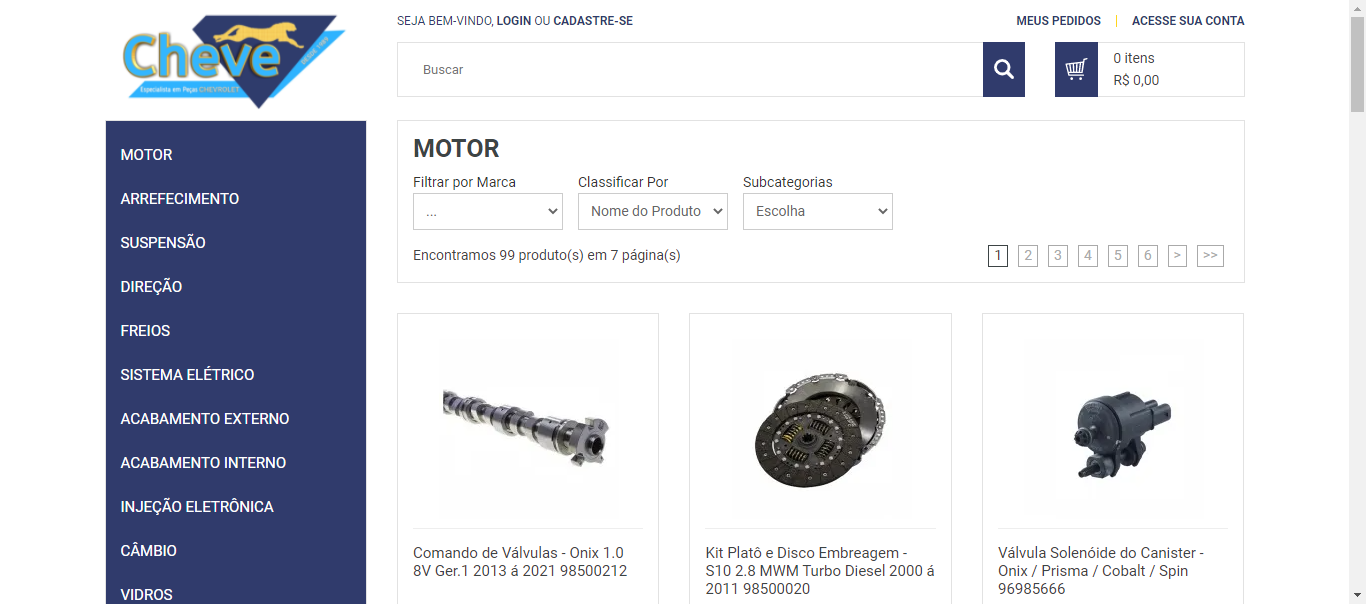 Cheve
DESDE 1989
Especialista em Peças CHEVROLET
SEJA BEM-VINDO, LOGIN OU CADASTRE-SE
MEUS PEDIDOS | ACESSE SUA CONTA
Buscar
0 itens
R$ 0,00
MOTOR
ARREFECIMENTO
SUSPENSÃO
DIREÇÃO
FREIOS
SISTEMA ELÉTRICO
ACABAMENTO EXTERNO
ACABAMENTO INTERNO
INJEÇÃO ELETRÔNICA
CÂMBIO
VIDROS
MOTOR
Filtrar por Marca
...
Classificar Por
Nome do Produto
Subcategorias
Escolha
Encontramos 99 produto(s) em 7 página(s)
1 2 3 4 5 6 > >>
Comando de Válvulas - Onix 1.0
8V Ger.1 2013 á 2021 98500212
Kit Platô e Disco Embreagem -
S10 2.8 MWM Turbo Diesel 2000 á
2011 98500020
Válvula Solenóide do Canister -
Onix / Prisma / Cobalt / Spin
96985666